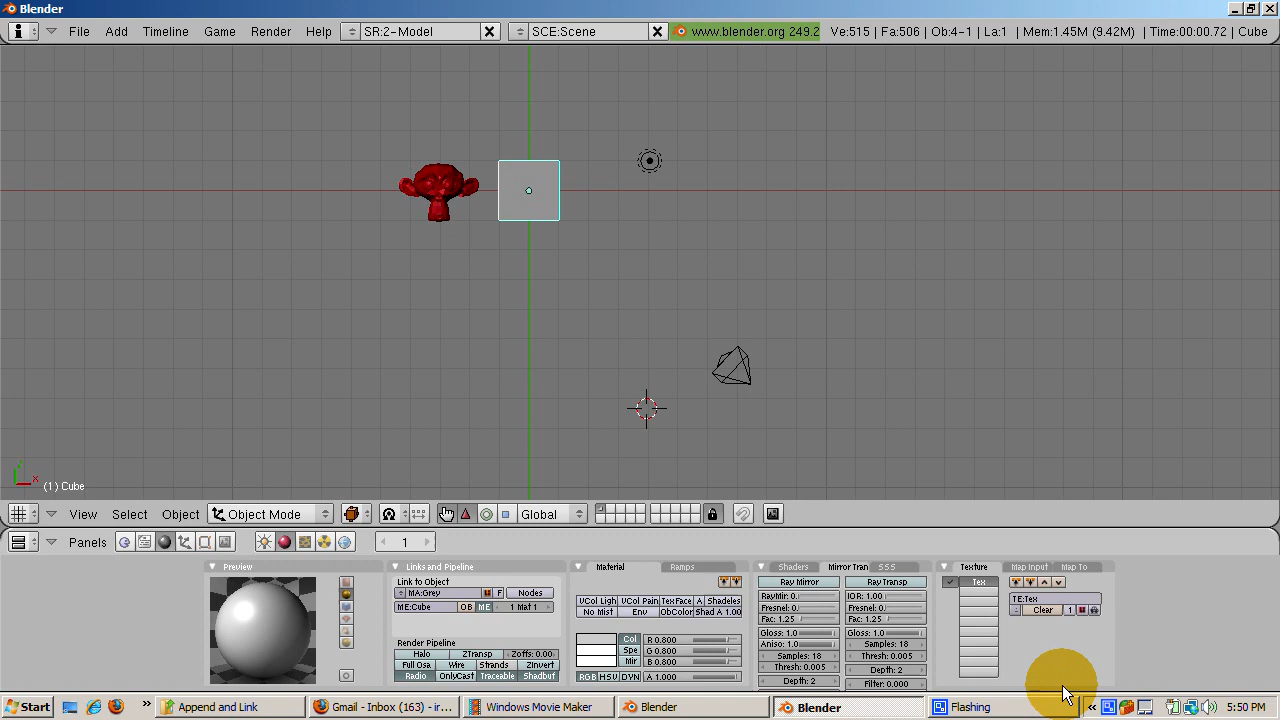 Blender
File Add Timeline Game Render Help SR:2-Model SCE:Scene www.blender.org 249.2 Ve:515 | Fa:506 | Ob:4-1 | La:1 | Mem:1.45M (9.42M) | Time:00:00.72 | Cube
(1) Cube
View Select Object Object Mode Global
Panels 1
Preview Links and Pipeline Material Ramps Shaders Mirror Tran SSS Texture Map Input Map To
Link to Object Ray Mirror Ray Transp Tex
MA:Grey F Nodes RayMir: 0. IOR: 1.00 TE:Tex
ME:Cube OB ME 1 Mat 1 VCol Ligh VCol Pain TexFace A Shadeles Fresnel: 0. Fresnel: 0. Clear 1
No Mist Env ObColor Shad A 1.00 Fac: 1.25 Fac: 1.25
Render Pipeline Col R 0.800 Gloss: 1.0 Gloss: 1.0
Halo ZTransp Zoffs: 0.00 Spe G 0.800 Aniso: 1.0 Samples: 18
Full Osa Wire Strands ZInvert Mir B 0.800 Samples: 18 Thresh: 0.005
Radio OnlyCast Traceable Shadbuf RGB HSV DYN A 1.000 Thresh: 0.005 Depth: 2
Depth: 2 Filter: 0.000
Start » Append and Link Gmail - Inbox (163) - ir... Windows Movie Maker Blender Blender Flashing « 5:50 PM